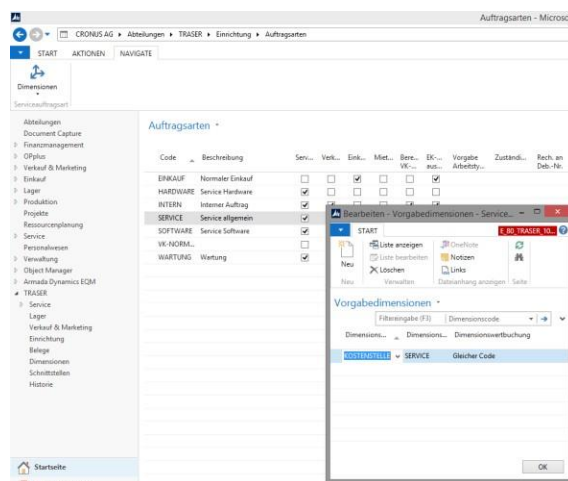 Auftragsarten - Microso
CRONUS AG ▸ Abteilungen ▸ TRASER ▸ Einrichtung ▸ Auftragsarten
START AKTIONEN NAVIGATE
Dimensionen
Serviceauftragsart
Abteilungen
Document Capture
Finanzmanagement
OPplus
Verkauf & Marketing
Einkauf
Lager
Produktion
Projekte
Ressourcenplanung
Service
Personalwesen
Verwaltung
Object Manager
Armada Dynamics EQM
TRASER
Service
Lager
Verkauf & Marketing
Einrichtung
Belege
Dimensionen
Schnittstellen
Historie
Startseite
Auftragsarten
Code Beschreibung Serv... Verk... Eink... Miet... Bere... VK-... EK-... aus... Vorgabe Arbeitsty... Zuständi... Rech. an Deb.-Nr.
EINKAUF Normaler Einkauf
HARDWARE Service Hardware
INTERN Interner Auftrag
SERVICE Service allgemein
SOFTWARE Service Software
VK-NORM...
WARTUNG Wartung
Bearbeiten - Vorgabedimensionen - Service...
START E_80_TRASER_10...
Neu
Liste anzeigen
Liste bearbeiten
Löschen
OneNote
Notizen
Links
Neu Verwalten Dateianhang anzeigen Seite
Vorgabedimensionen
Filtereingabe (F3) Dimensionscode
Dimensions... Dimensions... Dimensionswertbuchung
KOSTENSTELLE SERVICE Gleicher Code
OK